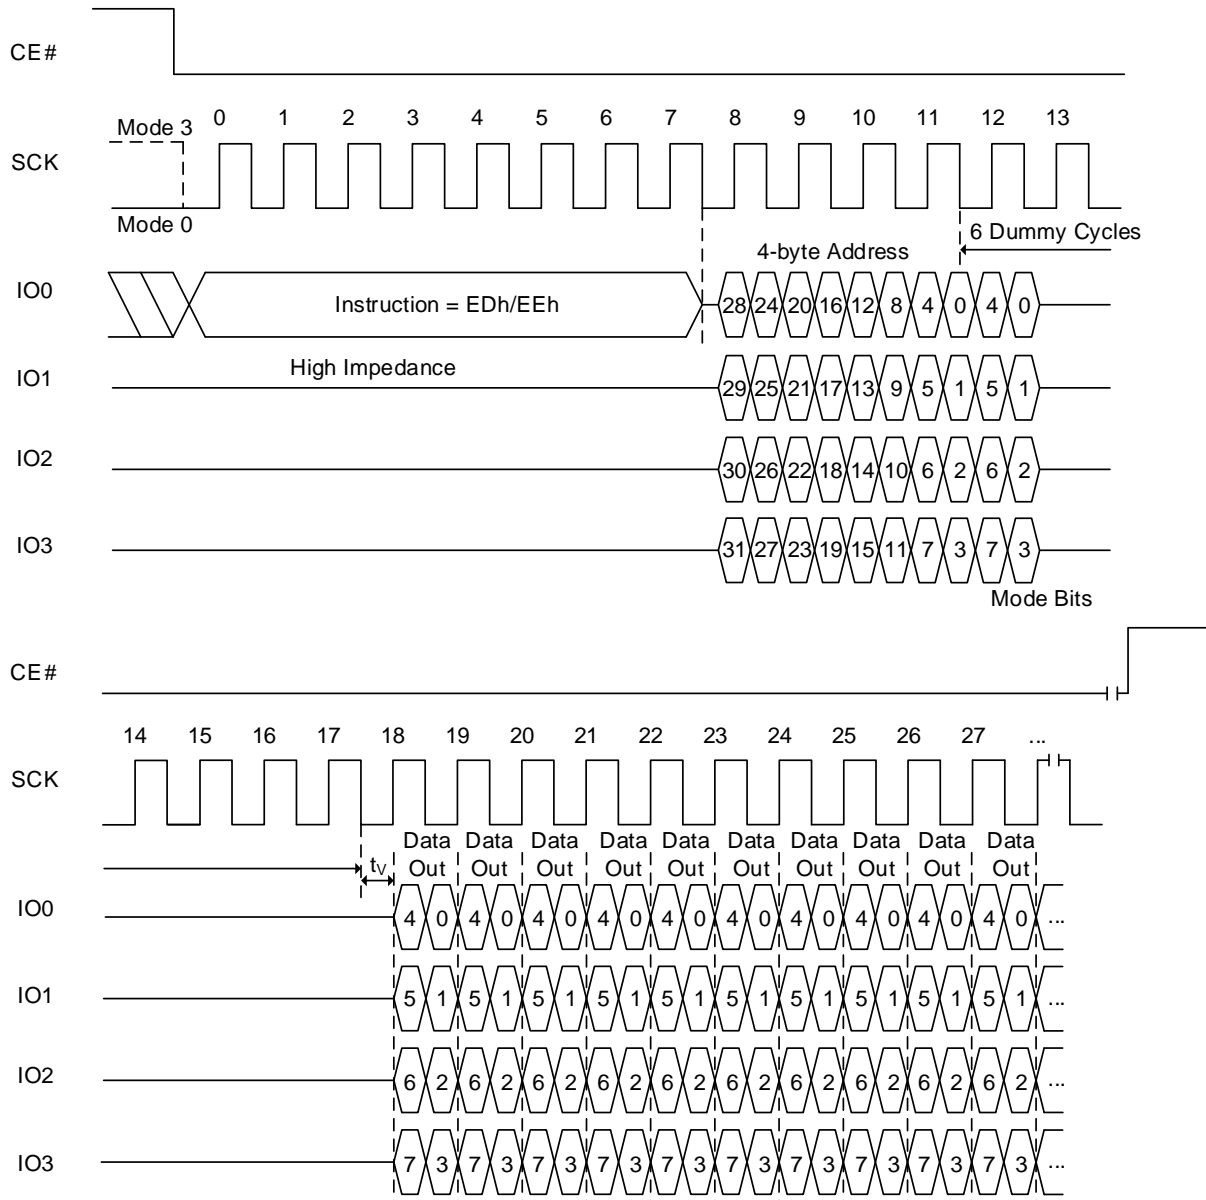 CE#
Mode 3
0 1 2 3 4 5 6 7 8 9 10 11 12 13
SCK
Mode 0
6 Dummy Cycles
4-byte Address
IO0
Instruction = EDh/EEh
28 24 20 16 12 8 4 0 4 0
High Impedance
IO1
29 25 21 17 13 9 5 1 5 1
IO2
30 26 22 18 14 10 6 2 6 2
IO3
31 27 23 19 15 11 7 3 7 3
Mode Bits
CE#
14 15 16 17 18 19 20 21 22 23 24 25 26 27 ...
SCK
Data Data Data Data Data Data Data Data Data Data
tV Out Out Out Out Out Out Out Out Out Out
IO0
4 0 4 0 4 0 4 0 4 0 4 0 4 0 4 0 4 0 4 0 ...
IO1
5 1 5 1 5 1 5 1 5 1 5 1 5 1 5 1 5 1 5 1 ...
IO2
6 2 6 2 6 2 6 2 6 2 6 2 6 2 6 2 6 2 6 2 ...
IO3
7 3 7 3 7 3 7 3 7 3 7 3 7 3 7 3 7 3 7 3 ...